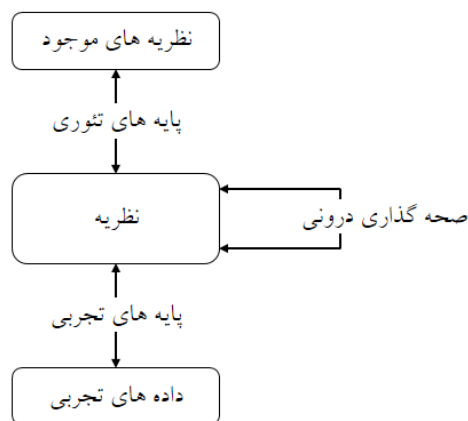 نظریه های موجود
پایه های تئوری
نظریه
صحه گذاری درونی
پایه های تجربی
داده های تجربی